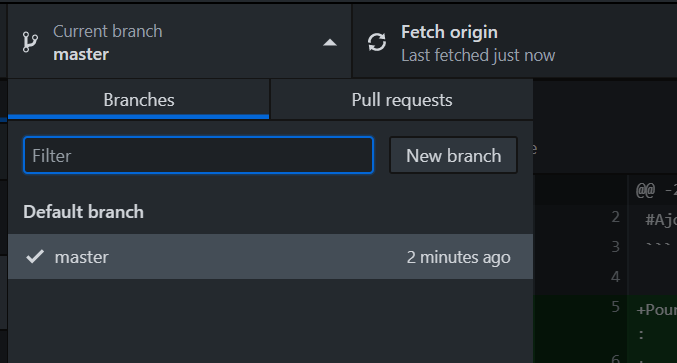 Current branch
master
Fetch origin
Last fetched just now
Branches
Pull requests
Filter
New branch
Default branch
master
2 minutes ago
@@ -2
2 #Ajo
3 ```
4
5 +Pour
:
6